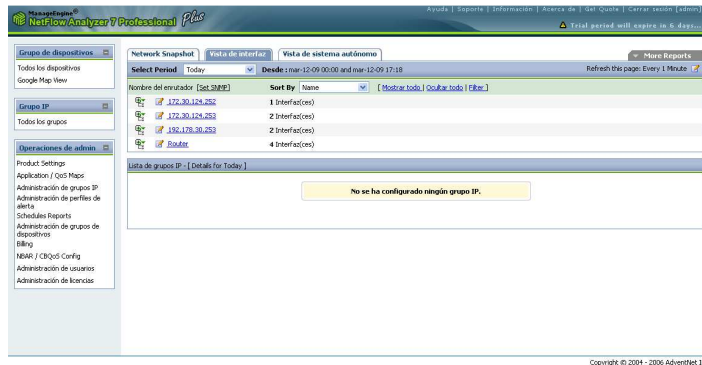 ManageEngine®
NetFlow Analyzer 7 Professional Plus
Ayuda | Soporte | Información | Acerca de | Get Quote | Cerrar sesión [admin]
Trial period will expire in 6 days...
Grupo de dispositivos
Todos los dispositivos
Google Map View
Grupo IP
Todos los grupos
Operaciones de admin
Product Settings
Application / QoS Maps
Administración de grupos IP
Administración de perfiles de
alerta
Schedules Reports
Administración de grupos de
dispositivos
Billing
NBAR / CBQoS Config
Administración de usuarios
Administración de licencias
Network Snapshot Vista de interfaz Vista de sistema autónomo More Reports
Select Period Today Desde : mar-12-09 00:00 and mar-12-09 17:18 Refresh this page: Every 1 Minute
Nombre del enrutador [Set SNMP] Sort By Name [ Mostrar todo | Ocultar todo | Filter ]
172.30.124.252 1 Interfaz(ces)
172.30.124.253 2 Interfaz(ces)
192.178.30.253 2 Interfaz(ces)
Router 4 Interfaz(ces)
Lista de grupos IP - [ Details for Today ]
No se ha configurado ningún grupo IP.
Copyright © 2004 - 2006 AdventNet I